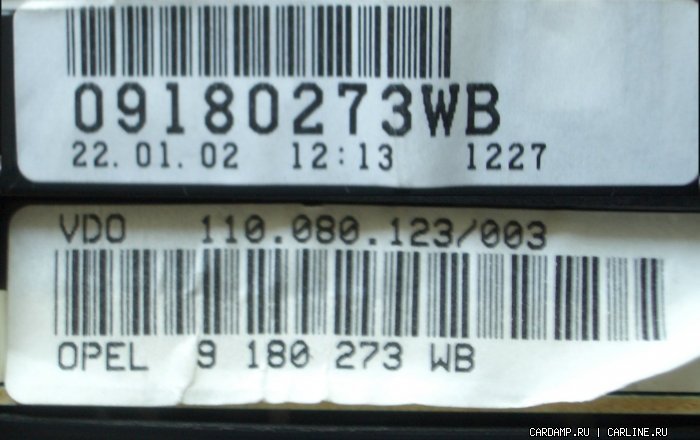 09180273WB
22.01.02 12:13 1227
VDO 110.080.123/003
OPEL 9 180 273 WB
CARDAMP.RU | CARLINE.RU